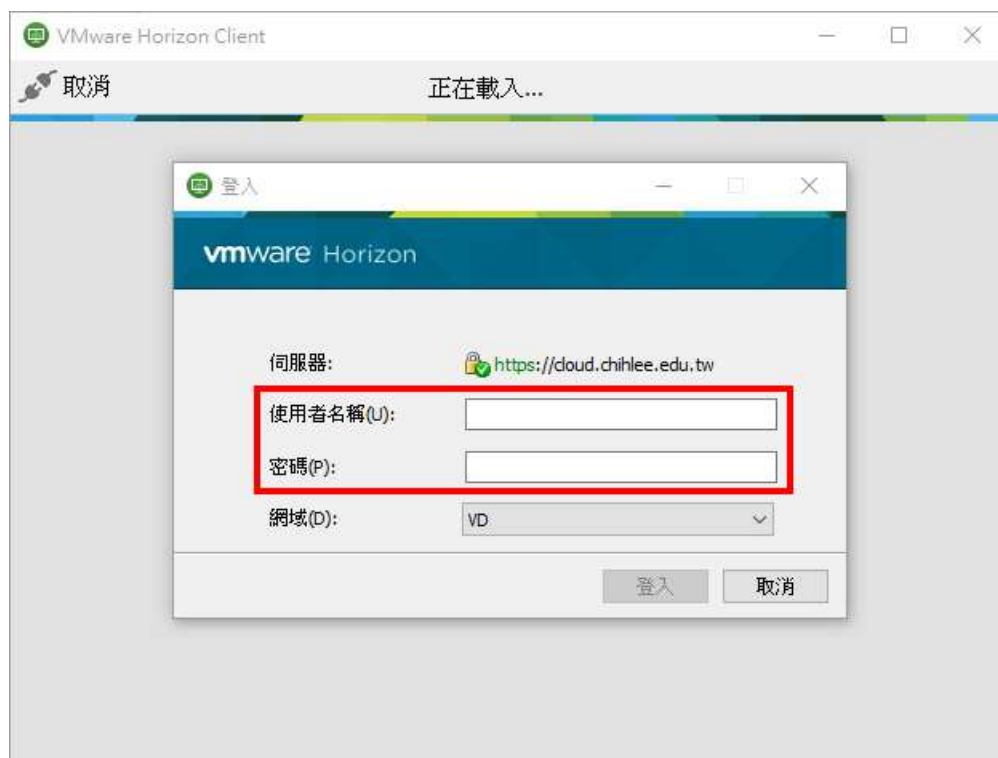 VMware Horizon Client
取消 正在載入...
登入
vmware Horizon
伺服器: https://cloud.chihlee.edu.tw
使用者名稱(U):
密碼(P):
網域(D): VD
登入 取消